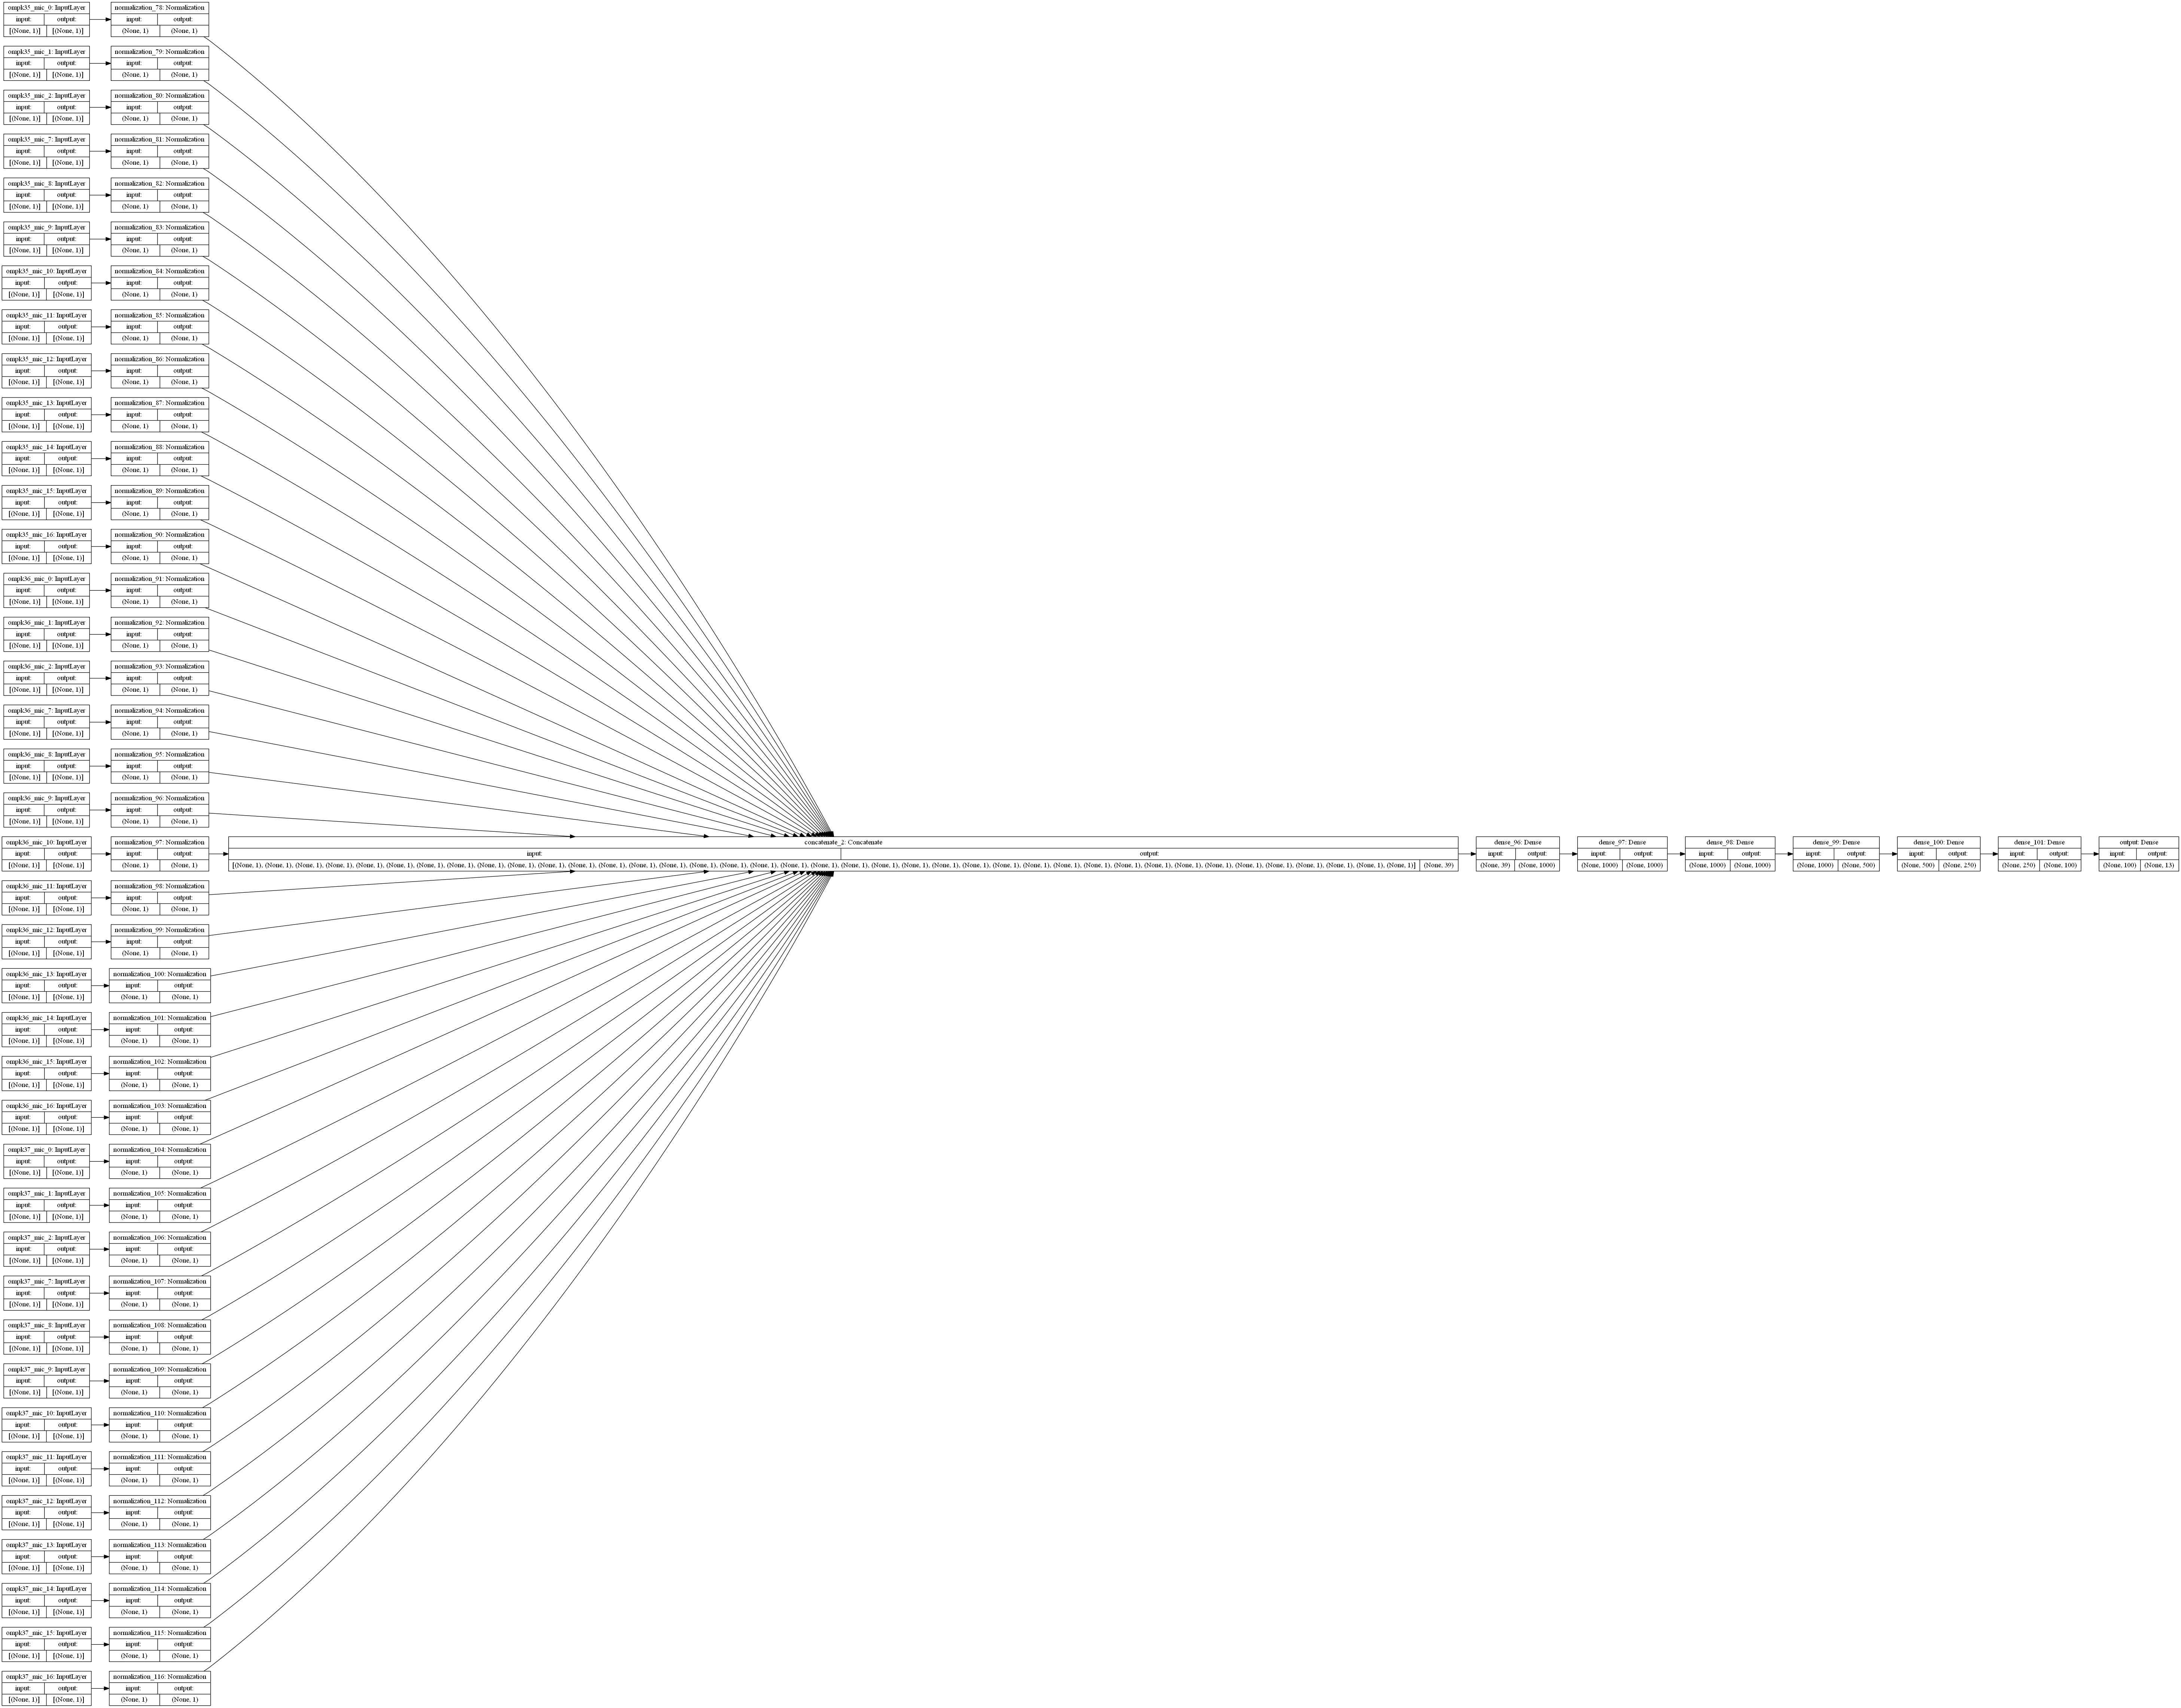 ompk35_mic_0: InputLayer normalization_78: Normalization
input: output: input: output:
[(None, 1)] [(None, 1)] (None, 1) (None, 1)
ompk35_mic_1: InputLayer normalization_79: Normalization
input: output: input: output:
[(None, 1)] [(None, 1)] (None, 1) (None, 1)
ompk35_mic_2: InputLayer normalization_80: Normalization
input: output: input: output:
[(None, 1)] [(None, 1)] (None, 1) (None, 1)
ompk35_mic_7: InputLayer normalization_81: Normalization
input: output: input: output:
[(None, 1)] [(None, 1)] (None, 1) (None, 1)
ompk35_mic_8: InputLayer normalization_82: Normalization
input: output: input: output:
[(None, 1)] [(None, 1)] (None, 1) (None, 1)
ompk35_mic_9: InputLayer normalization_83: Normalization
input: output: input: output:
[(None, 1)] [(None, 1)] (None, 1) (None, 1)
ompk35_mic_10: InputLayer normalization_84: Normalization
input: output: input: output:
[(None, 1)] [(None, 1)] (None, 1) (None, 1)
ompk35_mic_11: InputLayer normalization_85: Normalization
input: output: input: output:
[(None, 1)] [(None, 1)] (None, 1) (None, 1)
ompk35_mic_12: InputLayer normalization_86: Normalization
input: output: input: output:
[(None, 1)] [(None, 1)] (None, 1) (None, 1)
ompk35_mic_13: InputLayer normalization_87: Normalization
input: output: input: output:
[(None, 1)] [(None, 1)] (None, 1) (None, 1)
ompk35_mic_14: InputLayer normalization_88: Normalization
input: output: input: output:
[(None, 1)] [(None, 1)] (None, 1) (None, 1)
ompk35_mic_15: InputLayer normalization_89: Normalization
input: output: input: output:
[(None, 1)] [(None, 1)] (None, 1) (None, 1)
ompk35_mic_16: InputLayer normalization_90: Normalization
input: output: input: output:
[(None, 1)] [(None, 1)] (None, 1) (None, 1)
ompk36_mic_0: InputLayer normalization_91: Normalization
input: output: input: output:
[(None, 1)] [(None, 1)] (None, 1) (None, 1)
ompk36_mic_1: InputLayer normalization_92: Normalization
input: output: input: output:
[(None, 1)] [(None, 1)] (None, 1) (None, 1)
ompk36_mic_2: InputLayer normalization_93: Normalization
input: output: input: output:
[(None, 1)] [(None, 1)] (None, 1) (None, 1)
ompk36_mic_7: InputLayer normalization_94: Normalization
input: output: input: output:
[(None, 1)] [(None, 1)] (None, 1) (None, 1)
ompk36_mic_8: InputLayer normalization_95: Normalization
input: output: input: output:
[(None, 1)] [(None, 1)] (None, 1) (None, 1)
ompk36_mic_9: InputLayer normalization_96: Normalization
input: output: input: output:
[(None, 1)] [(None, 1)] (None, 1) (None, 1)
ompk36_mic_10: InputLayer normalization_97: Normalization concatenate_2: Concatenate dense_96: Dense dense_97: Dense dense_98: Dense dense_99: Dense dense_100: Dense dense_101: Dense output: Dense
input: output: input: output: input: output: input: output: input: output: input: output: input: output: input: output: input: output: input: output:
[(None, 1)] [(None, 1)] (None, 1) (None, 1) [(None, 1), (None, 1), (None, 1), (None, 1), (None, 1), (None, 1), (None, 1), (None, 1), (None, 1), (None, 1), (None, 1), (None, 1), (None, 1), (None, 1), (None, 1), (None, 1), (None, 1), (None, 1), (None, 1), (None, 1), (None, 1), (None, 1), (None, 1), (None, 1), (None, 1), (None, 1), (None, 1), (None, 1), (None, 1), (None, 1), (None, 1), (None, 1), (None, 1), (None, 1), (None, 1), (None, 1), (None, 1), (None, 1), (None, 1)] (None, 39) (None, 39) (None, 1000) (None, 1000) (None, 1000) (None, 1000) (None, 1000) (None, 1000) (None, 500) (None, 500) (None, 250) (None, 250) (None, 100) (None, 100) (None, 13)
ompk36_mic_11: InputLayer normalization_98: Normalization
input: output: input: output:
[(None, 1)] [(None, 1)] (None, 1) (None, 1)
ompk36_mic_12: InputLayer normalization_99: Normalization
input: output: input: output:
[(None, 1)] [(None, 1)] (None, 1) (None, 1)
ompk36_mic_13: InputLayer normalization_100: Normalization
input: output: input: output:
[(None, 1)] [(None, 1)] (None, 1) (None, 1)
ompk36_mic_14: InputLayer normalization_101: Normalization
input: output: input: output:
[(None, 1)] [(None, 1)] (None, 1) (None, 1)
ompk36_mic_15: InputLayer normalization_102: Normalization
input: output: input: output:
[(None, 1)] [(None, 1)] (None, 1) (None, 1)
ompk36_mic_16: InputLayer normalization_103: Normalization
input: output: input: output:
[(None, 1)] [(None, 1)] (None, 1) (None, 1)
ompk37_mic_0: InputLayer normalization_104: Normalization
input: output: input: output:
[(None, 1)] [(None, 1)] (None, 1) (None, 1)
ompk37_mic_1: InputLayer normalization_105: Normalization
input: output: input: output:
[(None, 1)] [(None, 1)] (None, 1) (None, 1)
ompk37_mic_2: InputLayer normalization_106: Normalization
input: output: input: output:
[(None, 1)] [(None, 1)] (None, 1) (None, 1)
ompk37_mic_7: InputLayer normalization_107: Normalization
input: output: input: output:
[(None, 1)] [(None, 1)] (None, 1) (None, 1)
ompk37_mic_8: InputLayer normalization_108: Normalization
input: output: input: output:
[(None, 1)] [(None, 1)] (None, 1) (None, 1)
ompk37_mic_9: InputLayer normalization_109: Normalization
input: output: input: output:
[(None, 1)] [(None, 1)] (None, 1) (None, 1)
ompk37_mic_10: InputLayer normalization_110: Normalization
input: output: input: output:
[(None, 1)] [(None, 1)] (None, 1) (None, 1)
ompk37_mic_11: InputLayer normalization_111: Normalization
input: output: input: output:
[(None, 1)] [(None, 1)] (None, 1) (None, 1)
ompk37_mic_12: InputLayer normalization_112: Normalization
input: output: input: output:
[(None, 1)] [(None, 1)] (None, 1) (None, 1)
ompk37_mic_13: InputLayer normalization_113: Normalization
input: output: input: output:
[(None, 1)] [(None, 1)] (None, 1) (None, 1)
ompk37_mic_14: InputLayer normalization_114: Normalization
input: output: input: output:
[(None, 1)] [(None, 1)] (None, 1) (None, 1)
ompk37_mic_15: InputLayer normalization_115: Normalization
input: output: input: output:
[(None, 1)] [(None, 1)] (None, 1) (None, 1)
ompk37_mic_16: InputLayer normalization_116: Normalization
input: output: input: output:
[(None, 1)] [(None, 1)] (None, 1) (None, 1)